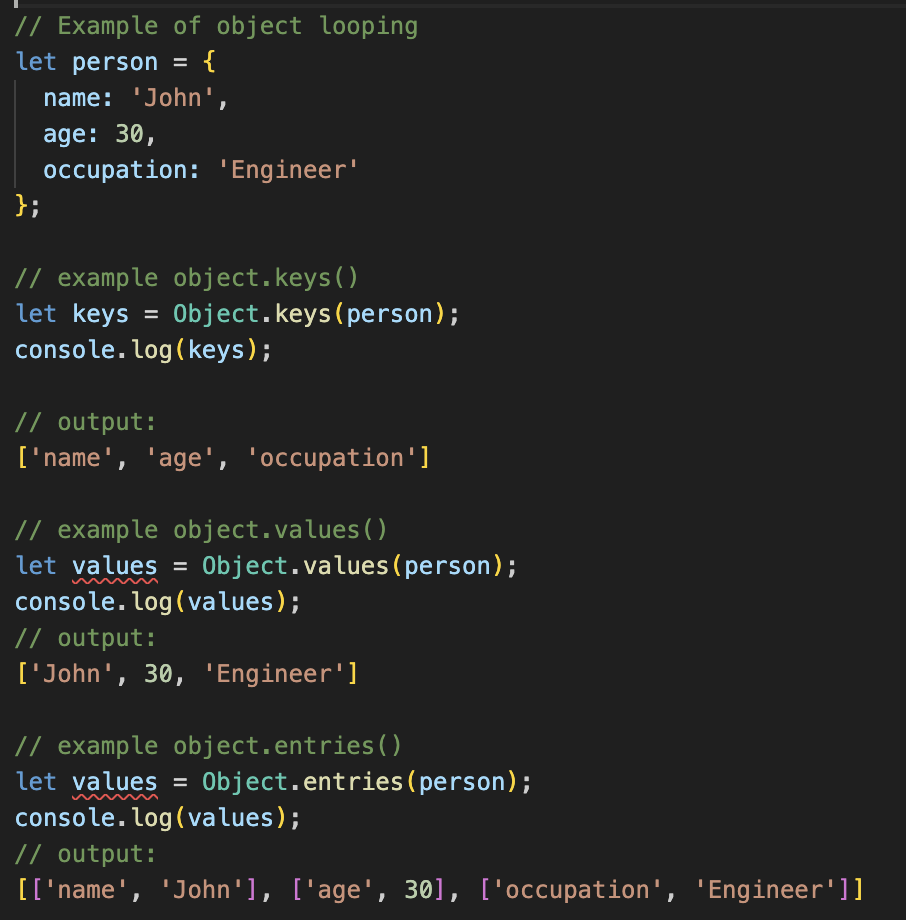 // Example of object looping
let person = {
  name: 'John',
  age: 30,
  occupation: 'Engineer'
};
// example object.keys()
let keys = Object.keys(person);
console.log(keys);
// output:
['name', 'age', 'occupation']
// example object.values()
let values = Object.values(person);
console.log(values);
// output:
['John', 30, 'Engineer']
// example object.entries()
let values = Object.entries(person);
console.log(values);
// output:
[['name', 'John'], ['age', 30], ['occupation', 'Engineer']]